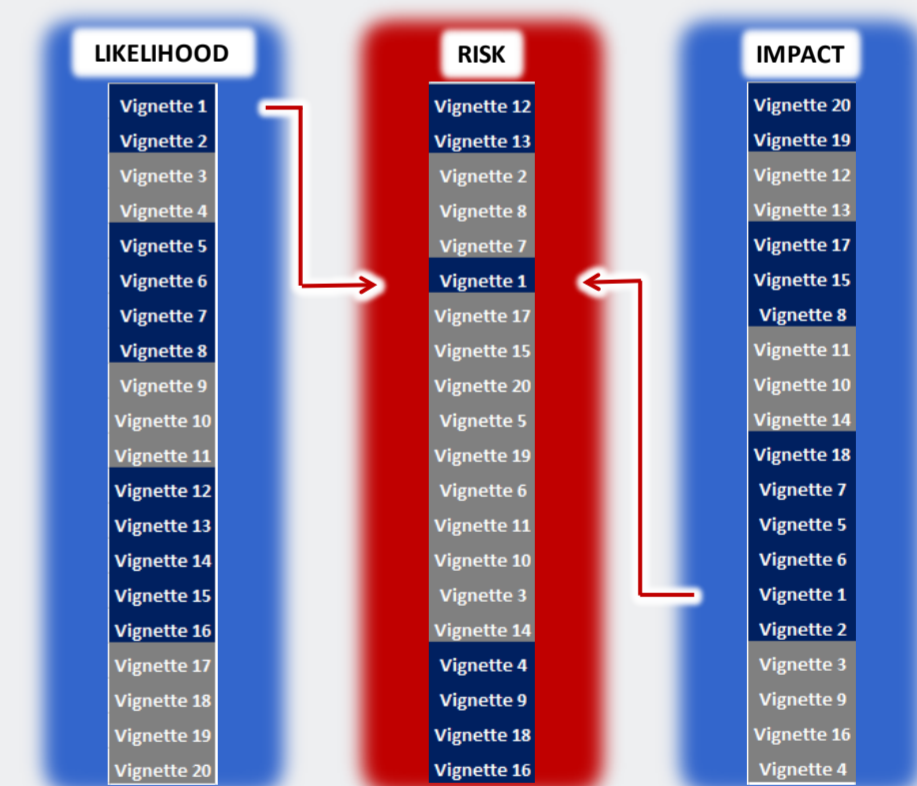 LIKELIHOOD
Vignette 1
Vignette 2
Vignette 3
Vignette 4
Vignette 5
Vignette 6
Vignette 7
Vignette 8
Vignette 9
Vignette 10
Vignette 11
Vignette 12
Vignette 13
Vignette 14
Vignette 15
Vignette 16
Vignette 17
Vignette 18
Vignette 19
Vignette 20
RISK
Vignette 12
Vignette 13
Vignette 2
Vignette 8
Vignette 7
Vignette 1
Vignette 17
Vignette 15
Vignette 20
Vignette 5
Vignette 19
Vignette 6
Vignette 11
Vignette 10
Vignette 3
Vignette 14
Vignette 4
Vignette 9
Vignette 18
Vignette 16
IMPACT
Vignette 20
Vignette 19
Vignette 12
Vignette 13
Vignette 17
Vignette 15
Vignette 8
Vignette 11
Vignette 10
Vignette 14
Vignette 18
Vignette 7
Vignette 5
Vignette 6
Vignette 1
Vignette 2
Vignette 3
Vignette 9
Vignette 16
Vignette 4